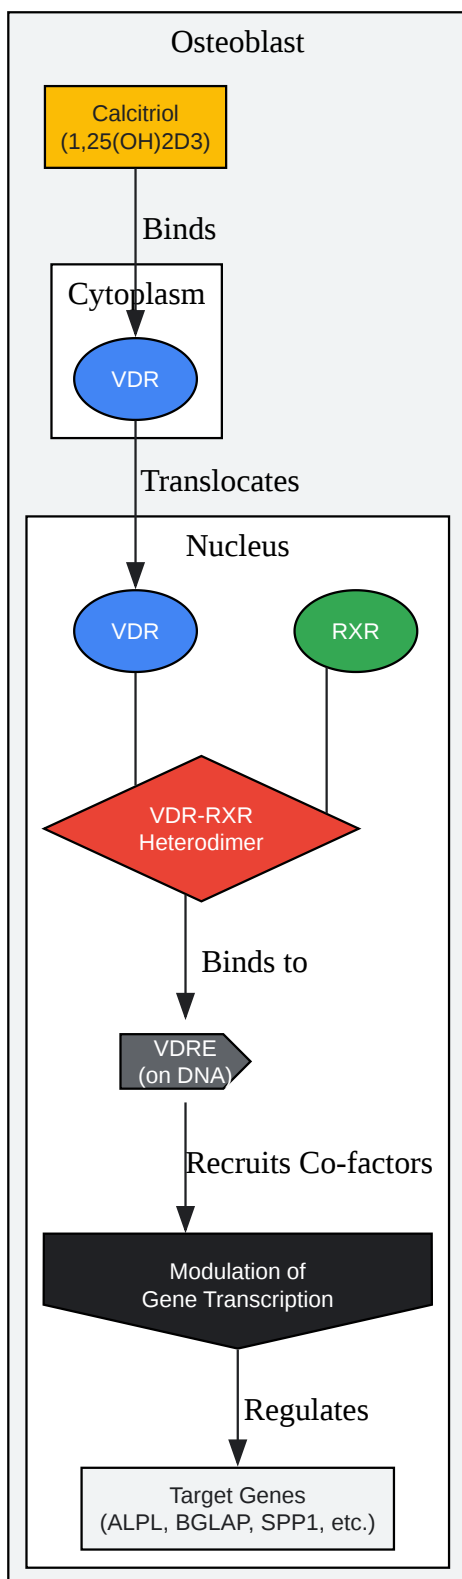 Osteoblast
Calcitriol
(1,25(OH)2D3)
Binds
Cytoplasm
VDR
Translocates
Nucleus
VDR
RXR
VDR-RXR
Heterodimer
Binds to
VDRE
(on DNA)
Recruits Co-factors
Modulation of
Gene Transcription
Regulates
Target Genes
(ALPL, BGLAP, SPP1, etc.)